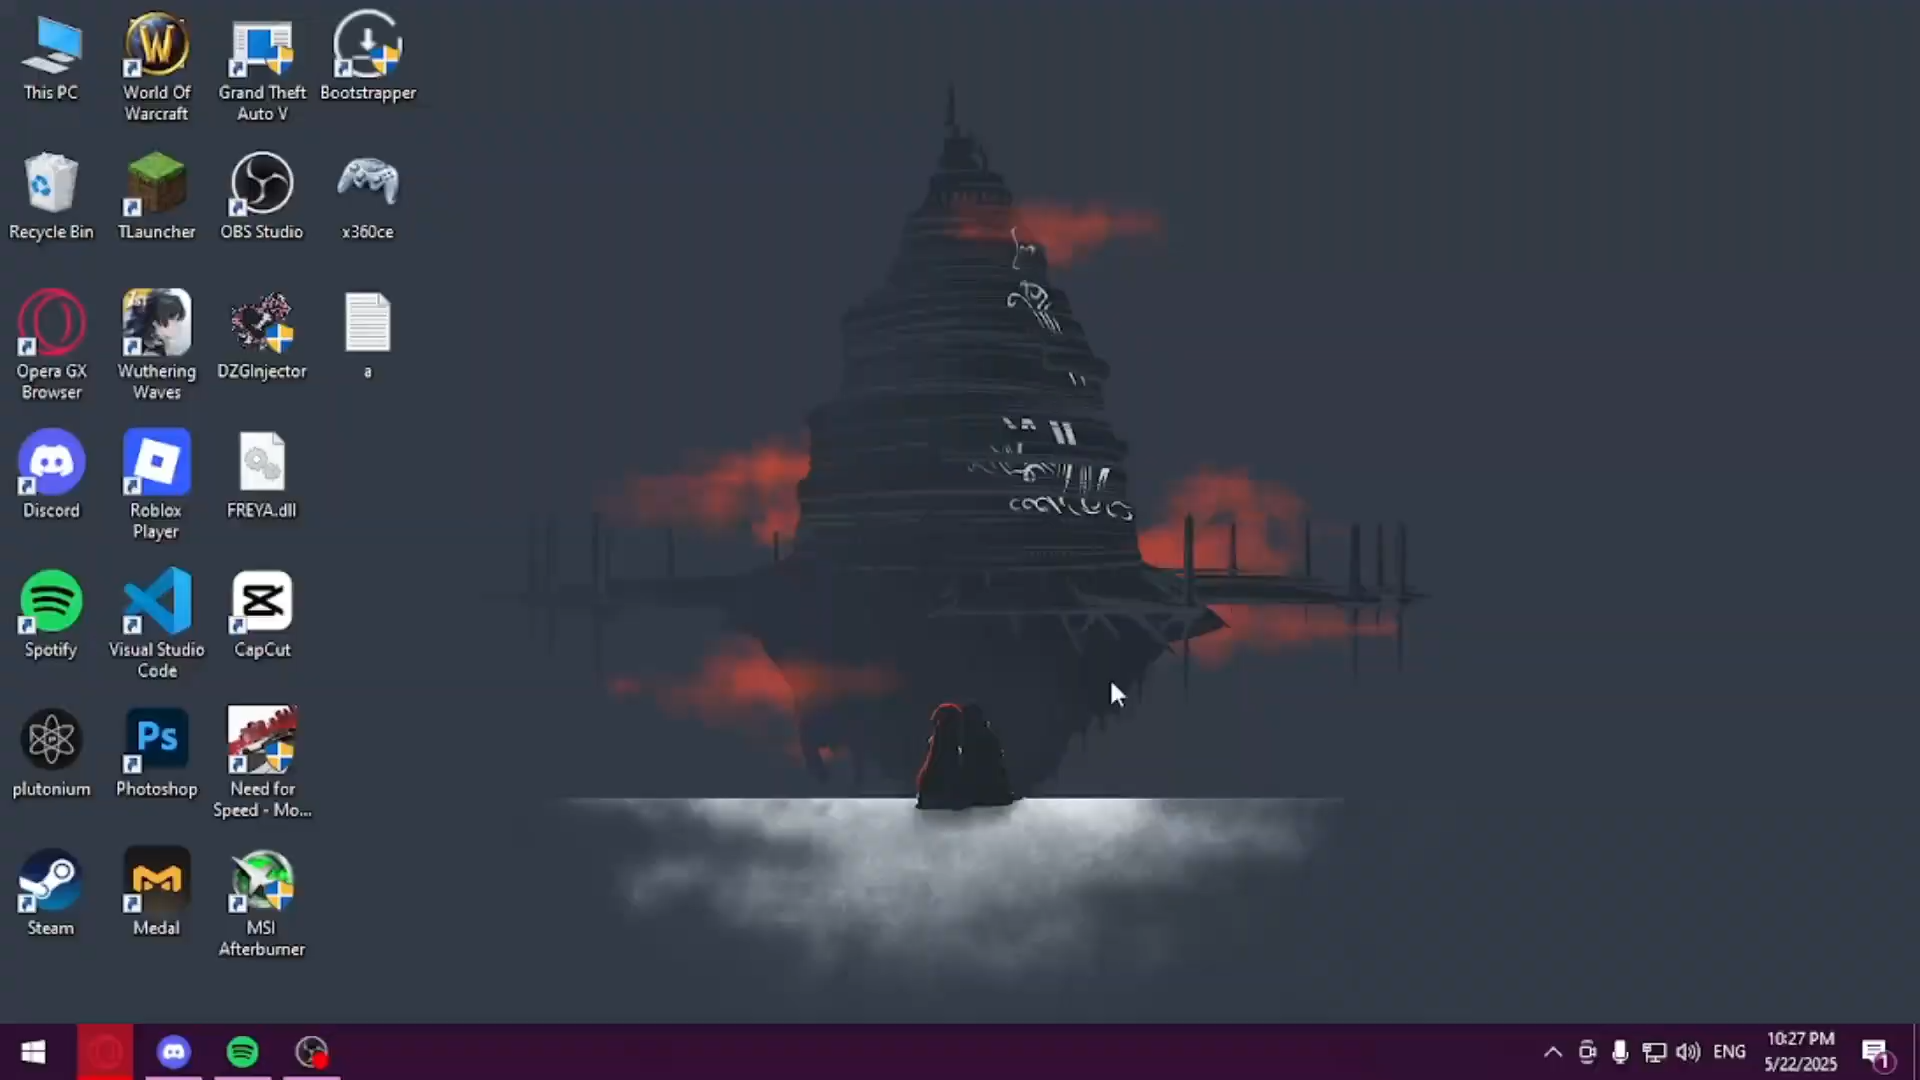 This PC
World Of
Warcraft
Grand Theft
Auto V
Bootstrapper
Recycle Bin
TLauncher
OBS Studio
x360ce
Opera GX
Browser
Wuthering
Waves
DZGInjector
a
Discord
Roblox
Player
FREYA.dll
Spotify
Visual Studio
Code
CapCut
plutonium
Ps
Photoshop
Need for
Speed - Mo...
Steam
Medal
MSI
Afterburner
ENG
10:27 PM
5/22/2025
1